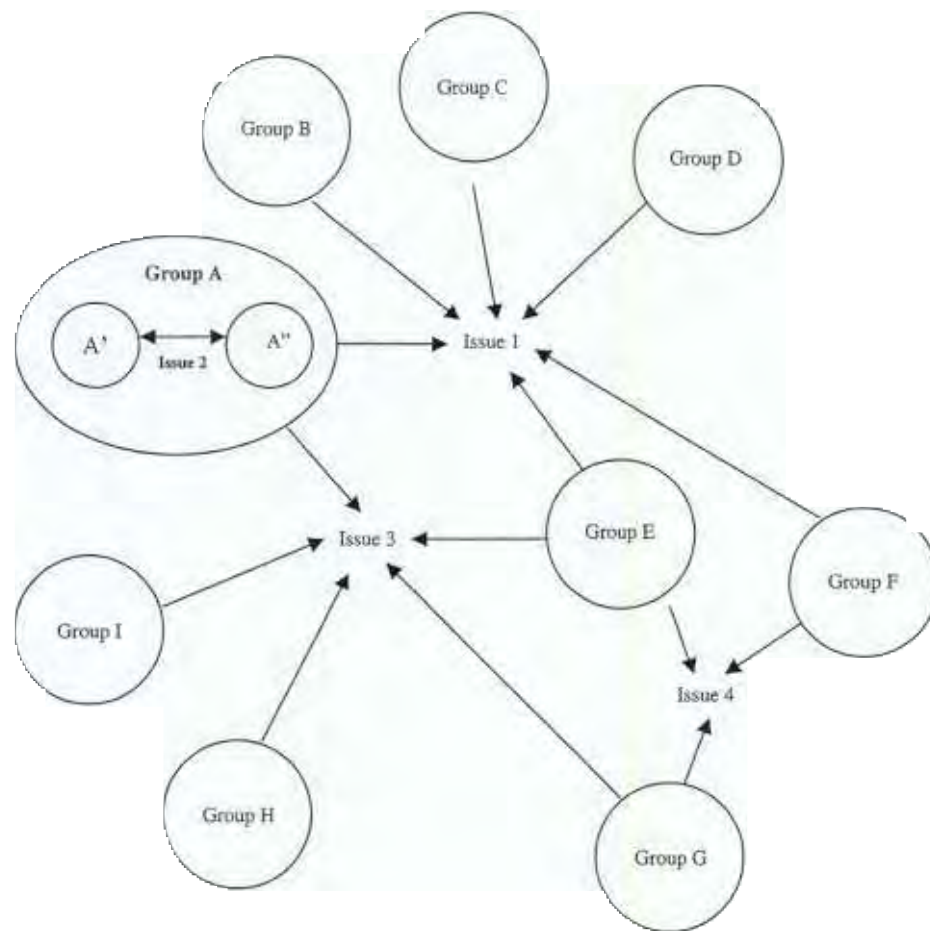 Group C
Group B
Group D
Group A
A'
A"
Issue 2
Issue 1
Group E
Issue 3
Group F
Group I
Issue 4
Group H
Group G